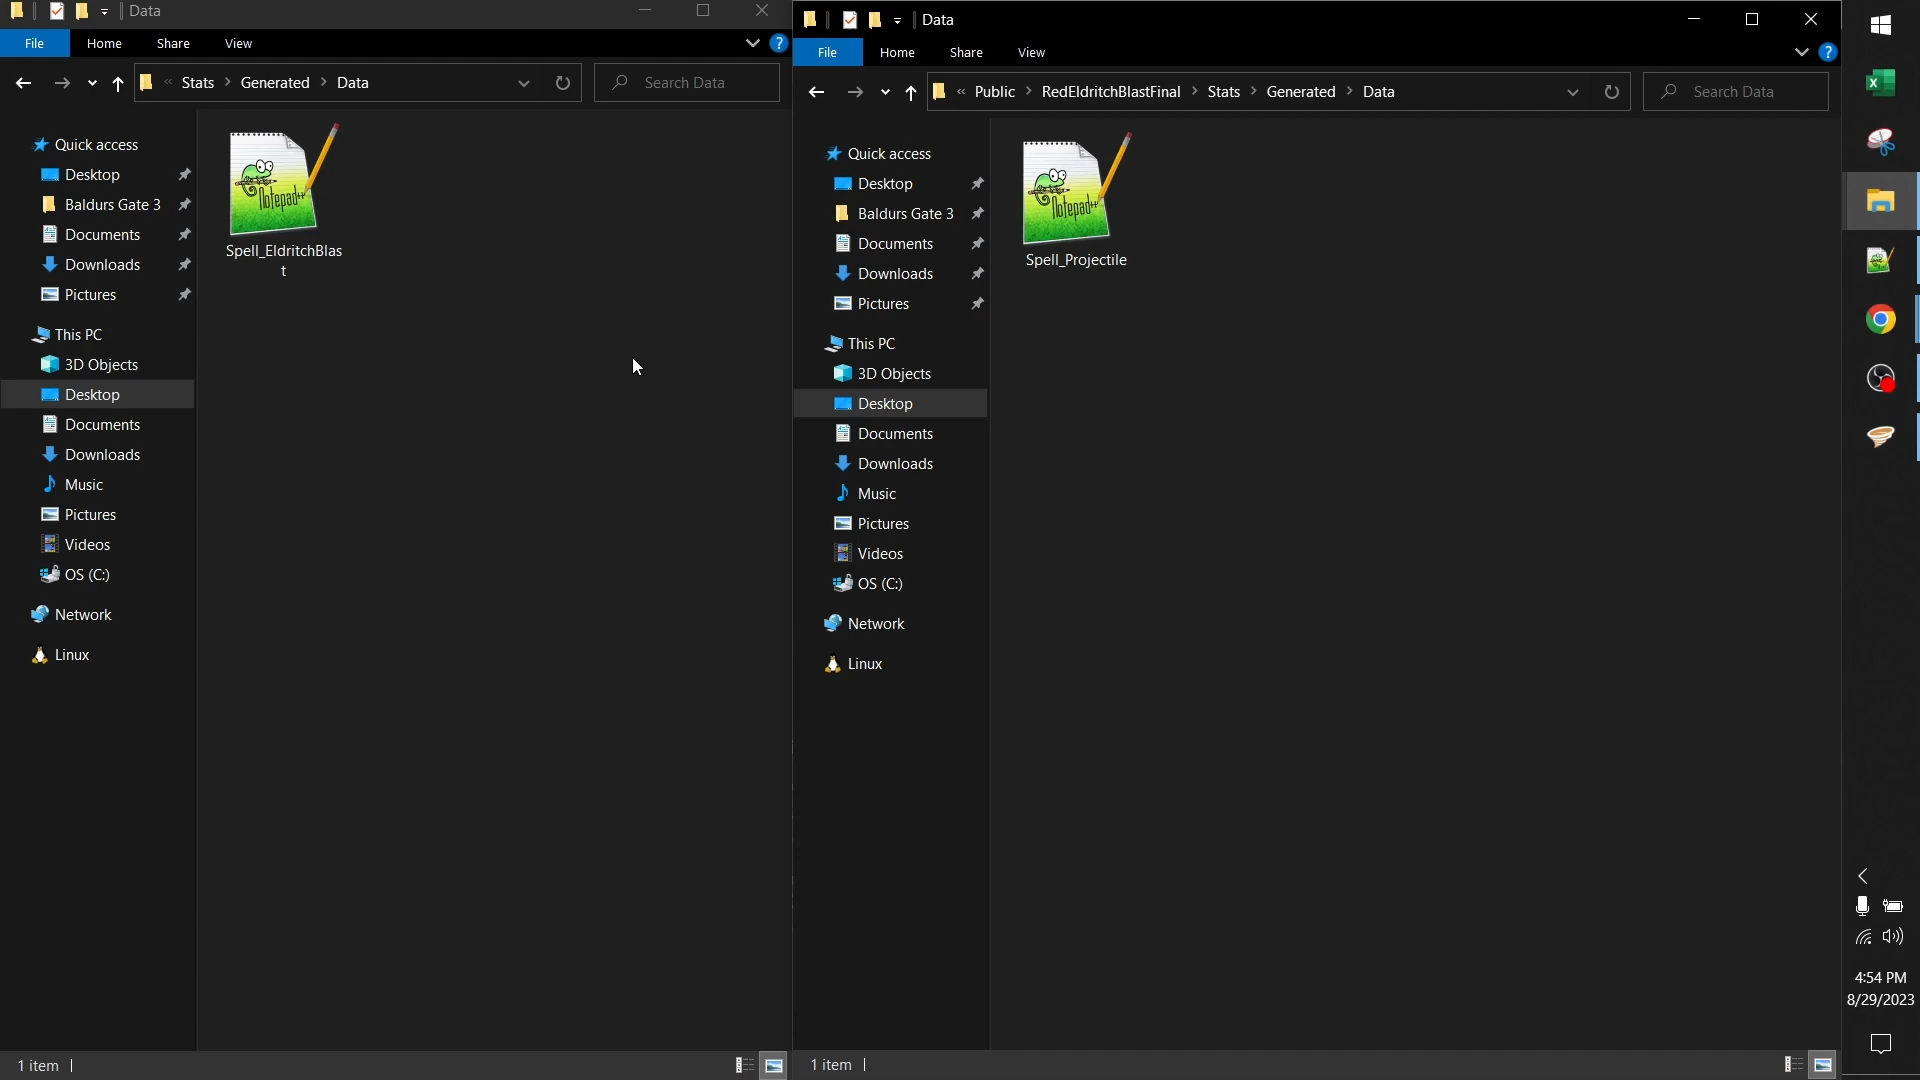 Data
File
Home
Share
View
Stats
Generated
Data
Search Data
Quick access
Desktop
Baldurs Gate 3
Documents
Downloads
Pictures
This PC
3D Objects
Desktop
Documents
Downloads
Music
Pictures
Videos
OS (C:)
Network
Linux
Notepad++
Spell_EldritchBlas
t
1 item
Data
File
Home
Share
View
Public
RedEldritchBlastFinal
Stats
Generated
Data
Search Data
Quick access
Desktop
Baldurs Gate 3
Documents
Downloads
Pictures
This PC
3D Objects
Desktop
Documents
Downloads
Music
Pictures
Videos
OS (C:)
Network
Linux
Notepad++
Spell_Projectile
1 item
4:54 PM
8/29/2023